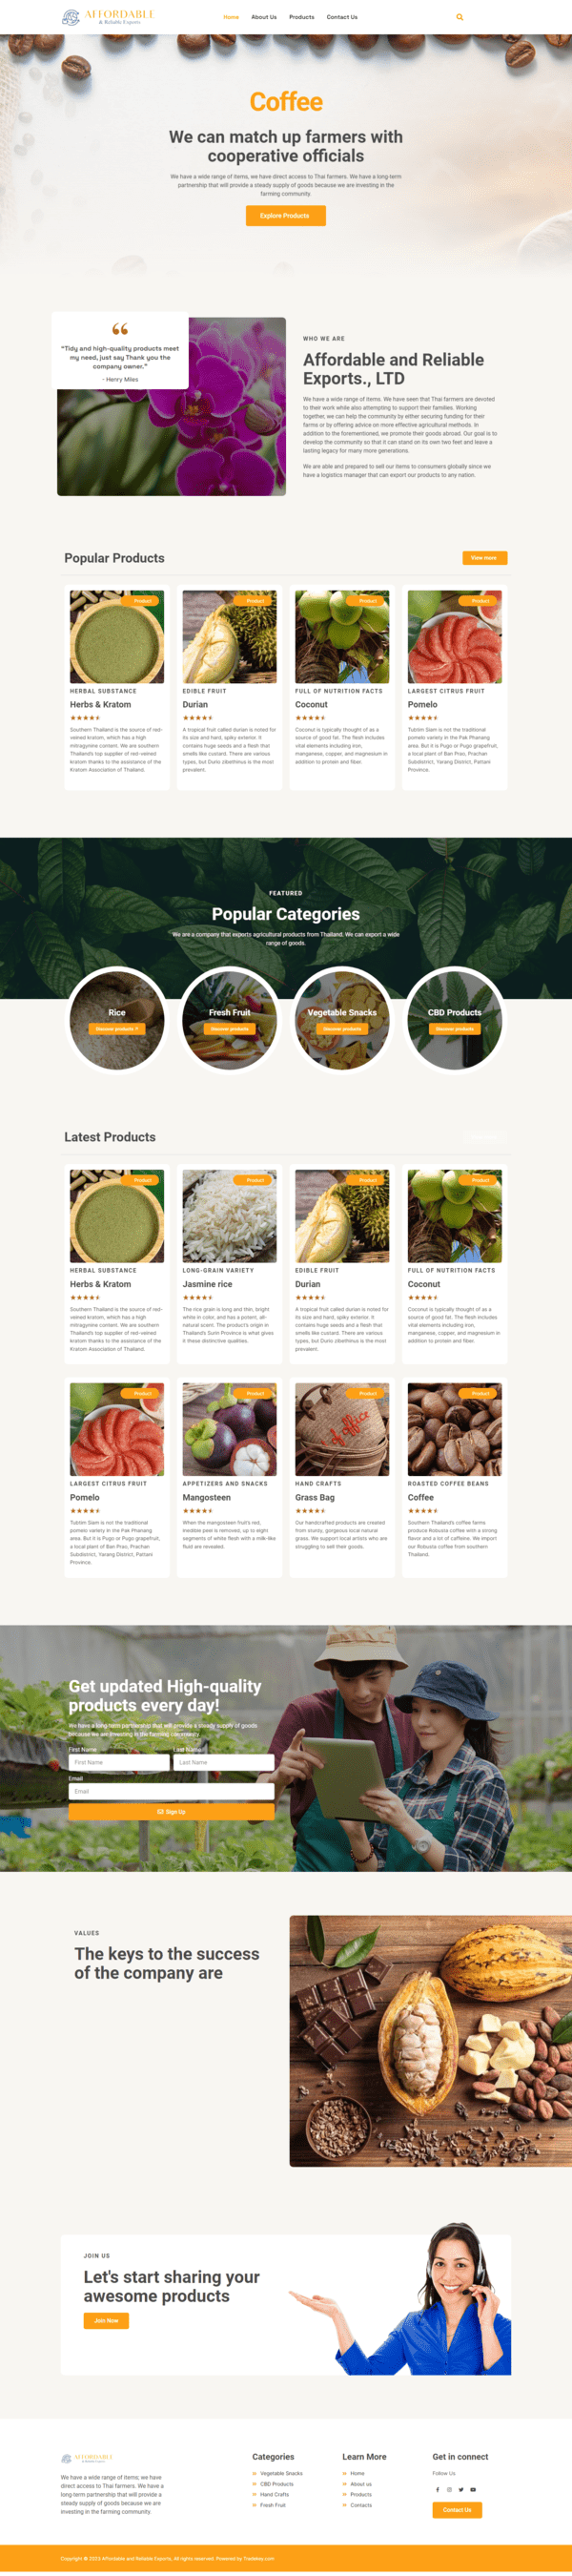 AFFORDABLE
& Reliable Exports
Home About Us Products Contact Us
Coffee
We can match up farmers with
cooperative officials
We have a wide range of items, we have direct access to Thai farmers. We have a long-term
partnership that will provide a steady supply of goods because we are investing in the
farming community.
Explore Products
“Tidy and high-quality products meet
my need, just say Thank you the
company owner.”
- Henry Miles
WHO WE ARE
Affordable and Reliable
Exports., LTD
We have a wide range of items. We have seen that Thai farmers are devoted
to their work while also attempting to support their families. Working
together, we can help the community by either securing funding for their
farms or by offering advice on more effective agricultural methods. In
addition to the forementioned, we promote their goods abroad. Our goal is to
develop the community so that it can stand on its own two feet and leave a
lasting legacy for many more generations.
We are able and prepared to sell our items to consumers globally since we
have a logistics manager that can export our products to any nation.
Popular Products
View more
Product
HERBAL SUBSTANCE
Herbs & Kratom
Southern Thailand is the source of red-
veined kratom, which has a high
mitragynine content. We are southern
Thailand's top supplier of red-veined
kratom thanks to the assistance of the
Kratom Association of Thailand.
Product
EDIBLE FRUIT
Durian
A tropical fruit called durian is noted for
its size and hard, spiky exterior. It
contains huge seeds and a flesh that
smells like custard. There are various
types, but Durio zibethinus is the most
prevalent.
Product
FULL OF NUTRITION FACTS
Coconut
Coconut is typically thought of as a
source of good fat. The flesh includes
vital elements including iron,
manganese, copper, and magnesium in
addition to protein and fiber.
Product
LARGEST CITRUS FRUIT
Pomelo
Tubtim Siam is not the traditional
pomelo variety in the Pak Phanang
area. But it is Pugo or Pugo grapefruit,
a local plant of Ban Prao, Prachan
Subdistrict, Yarang District, Pattani
Province.
FEATURED
Popular Categories
We are a company that exports agricultural products from Thailand. We can export a wide
range of goods.
Rice
Discover products
Fresh Fruit
Discover products
Vegetable Snacks
Discover products
CBD Products
Discover products
Latest Products
Product
HERBAL SUBSTANCE
Herbs & Kratom
Southern Thailand is the source of red-
veined kratom, which has a high
mitragynine content. We are southern
Thailand's top supplier of red-veined
kratom thanks to the assistance of the
Kratom Association of Thailand.
Product
LONG-GRAIN VARIETY
Jasmine rice
The rice grain is long and thin, bright
white in color, and has a potent, all-
natural scent. The product's origin in
Thailand's Surin Province is what gives
it these distinctive qualities.
Product
EDIBLE FRUIT
Durian
A tropical fruit called durian is noted for
its size and hard, spiky exterior. It
contains huge seeds and a flesh that
smells like custard. There are various
types, but Durio zibethinus is the most
prevalent.
Product
FULL OF NUTRITION FACTS
Coconut
Coconut is typically thought of as a
source of good fat. The flesh includes
vital elements including iron,
manganese, copper, and magnesium in
addition to protein and fiber.
Product
LARGEST CITRUS FRUIT
Pomelo
Tubtim Siam is not the traditional
pomelo variety in the Pak Phanang
area. But it is Pugo or Pugo grapefruit,
a local plant of Ban Prao, Prachan
Subdistrict, Yarang District, Pattani
Province.
Product
APPETIZERS AND SNACKS
Mangosteen
When the mangosteen fruit's red,
inedible peel is removed, up to eight
segments of white flesh with a milk-like
fluid are revealed.
Product
HAND CRAFTS
Grass Bag
Our handcrafted products are created
from sturdy, gorgeous local natural
grass. We support local artists who are
struggling to sell their goods.
Product
ROASTED COFFEE BEANS
Coffee
Southern Thailand's coffee farms
produce Robusta coffee with a strong
flavor and a lot of caffeine. We import
our Robusta coffee from southern
Thailand.
Get updated High-quality
products every day!
We have a long-term partnership that will provide a steady supply of goods
because we are investing in the farming community.
First Name Last Name
First Name Last Name
Email
Email
Sign Up
VALUES
The keys to the success
of the company are
JOIN US
Let's start sharing your
awesome products
Join Now
AFFORDABLE
We have a wide range of items; we have
direct access to Thai farmers. We have a
long-term partnership that will provide a
steady supply of goods because we are
investing in the farming community.
Categories
Vegetable Snacks
CBD Products
Hand Crafts
Fresh Fruit
Learn More
Home
About us
Products
Contacts
Get in connect
Follow Us
Contact Us
Copyright © 2023 Affordable and Reliable Exports, All rights reserved. Powered by Tradekey.com